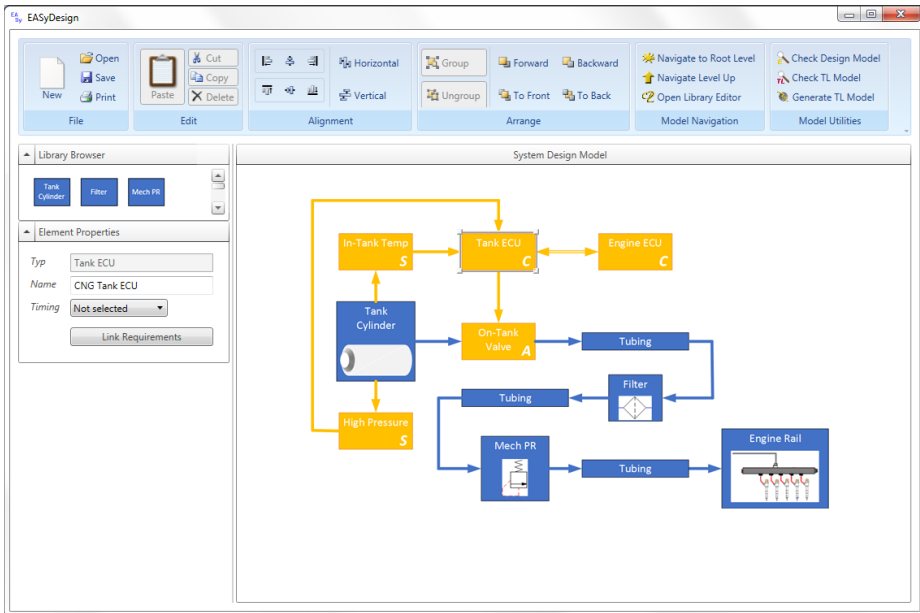 EASy EASyDesign
New
Open
Save
Print
File
Paste
Cut
Copy
Delete
Edit
Horizontal
Vertical
Alignment
Group
Ungroup
Forward
Backward
To Front
To Back
Arrange
Navigate to Root Level
Navigate Level Up
Open Library Editor
Model Navigation
Check Design Model
Check TL Model
Generate TL Model
Model Utilities
Library Browser
Tank
Cylinder
Filter
Mech PR
Element Properties
Typ Tank ECU
Name CNG Tank ECU
Timing Not selected
Link Requirements
System Design Model
In-Tank Temp
S
Tank ECU
C
Engine ECU
C
Tank
Cylinder
On-Tank
Valve
A
Tubing
Filter
Tubing
High Pressure
S
Mech PR
Tubing
Engine Rail